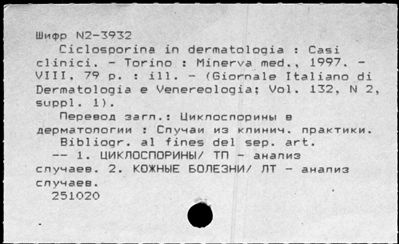 Шифр N2-3932
Ciclosporina in dermatologia : Casi
clinici. - Torino : Minerva med., 1997. -
VIII, 79 p. : ill. - (Giornale Italiano di
Dermatologia e Venereologia; Vol. 132, N 2,
suppl. 1).
Перевод загл.: Циклоспорины в
дерматологии : Случаи из клинич. практики.
Bibliogr. al fines del sep. art.
-- 1. ЦИКЛОСПОРИНЫ/ ТП - анализ
случаев. 2. КОЖНЫЕ БОЛЕЗНИ/ ЛТ - анализ
случаев.
251020